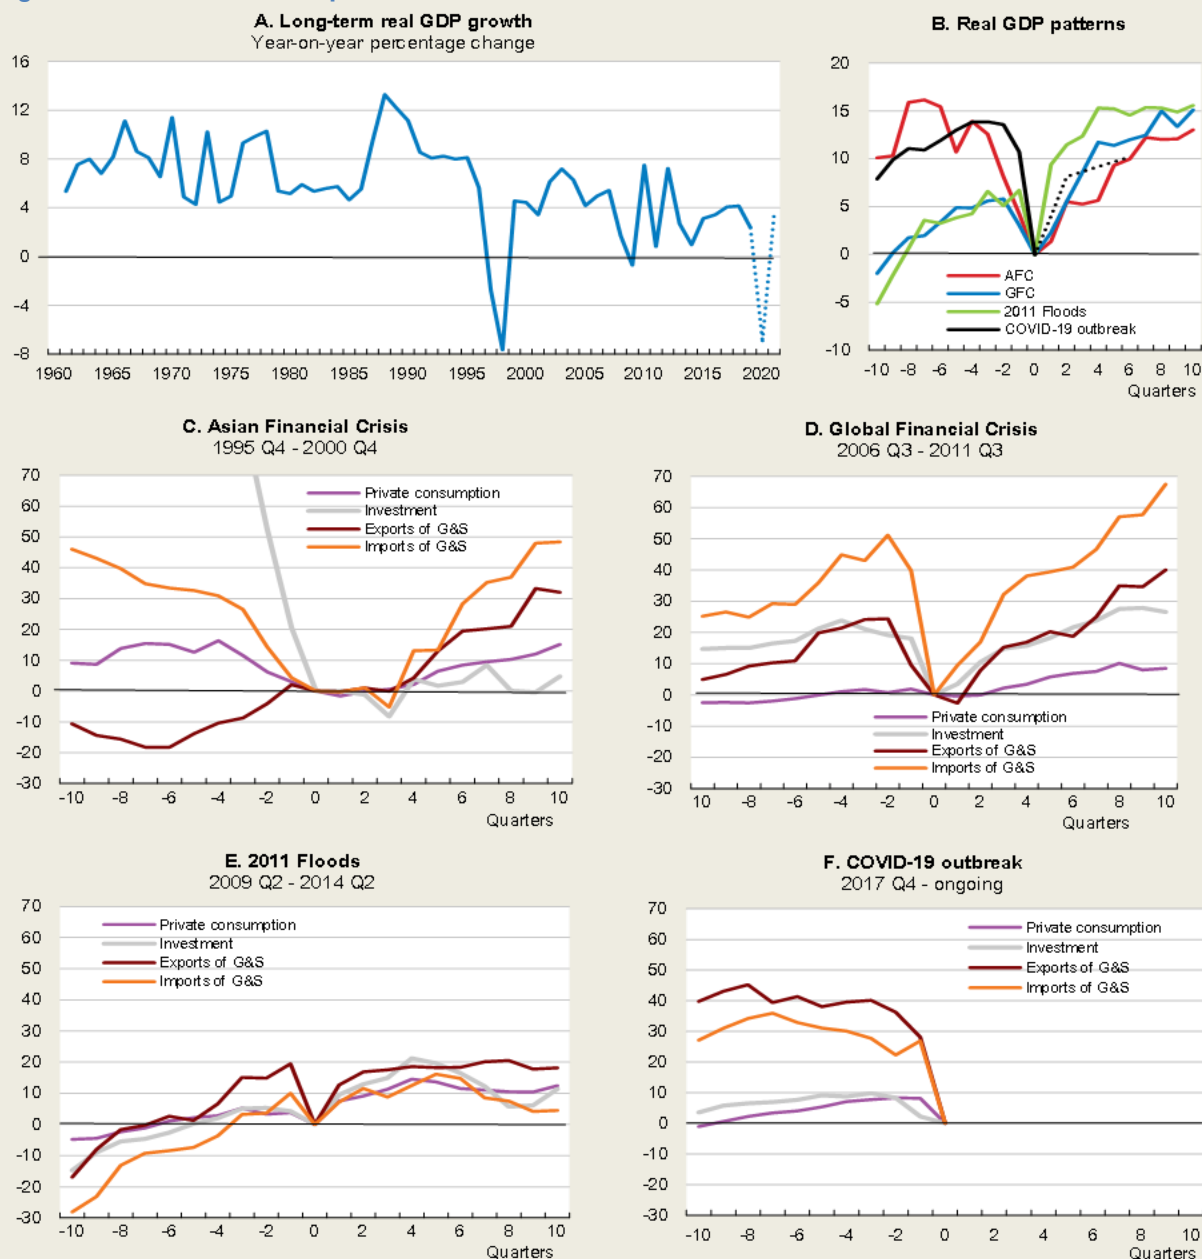 A. Long-term real GDP growth
Year-on-year percentage change
16
12
8
4
0
-4
-8
1960 1965 1970 1975 1980 1985 1990 1995 2000 2005 2010 2015 2020
B. Real GDP patterns
20
15
10
5
0
-5
-10
AFC
GFC
2011 Floods
COVID-19 outbreak
-10 -8 -6 -4 -2 0 2 4 6 8 10
Quarters
C. Asian Financial Crisis
1995 Q4 - 2000 Q4
70
60
50
40
30
20
10
0
-10
-20
-30
Private consumption
Investment
Exports of G&S
Imports of G&S
-10 -8 -6 -4 -2 0 2 4 6 8 10
Quarters
D. Global Financial Crisis
2006 Q3 - 2011 Q3
70
60
50
40
30
20
10
0
-10
-20
-30
Private consumption
Investment
Exports of G&S
Imports of G&S
10 -8 -6 -4 -2 0 2 4 6 8 10
Quarters
E. 2011 Floods
2009 Q2 - 2014 Q2
70
60
50
40
30
20
10
0
-10
-20
-30
Private consumption
Investment
Exports of G&S
Imports of G&S
-10 -8 -6 -4 -2 0 2 4 6 8 10
Quarters
F. COVID-19 outbreak
2017 Q4 - ongoing
70
60
50
40
30
20
10
0
-10
-20
-30
Private consumption
Investment
Exports of G&S
Imports of G&S
-10 -8 -6 -4 -2 0 2 4 6 8 10
Quarters